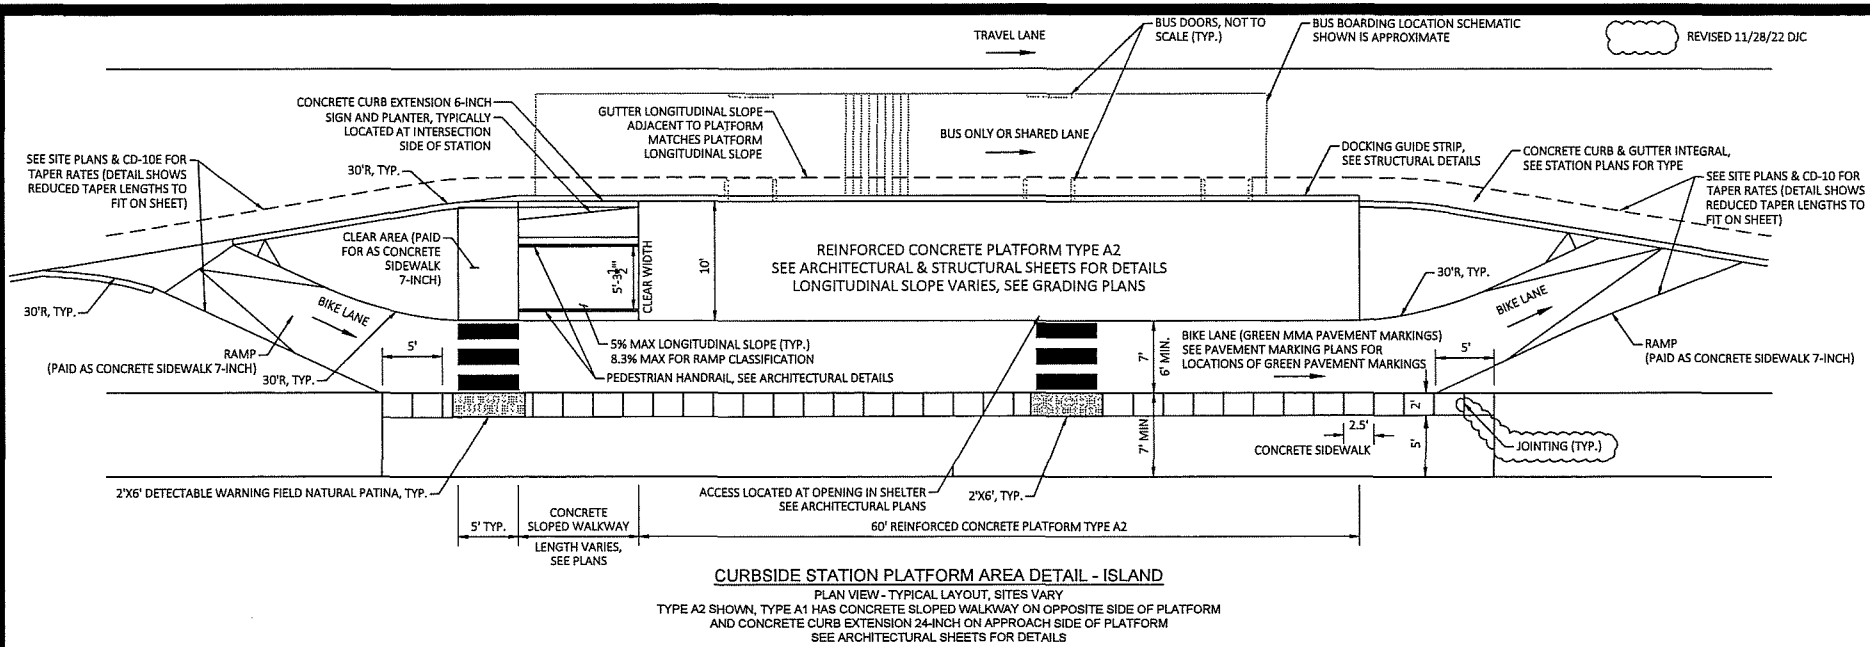 TRAVEL LANE
BUS DOORS, NOT TO
SCALE (TYP.)
BUS BOARDING LOCATION SCHEMATIC
SHOWN IS APPROXIMATE
REVISED 11/28/22 DJC
CONCRETE CURB EXTENSION 6-INCH
SIGN AND PLANTER, TYPICALLY
LOCATED AT INTERSECTION
SIDE OF STATION
GUTTER LONGITUDINAL SLOPE
ADJACENT TO PLATFORM
MATCHES PLATFORM
LONGITUDINAL SLOPE
BUS ONLY OR SHARED LANE
DOCKING GUIDE STRIP,
SEE STRUCTURAL DETAILS
CONCRETE CURB & GUTTER INTEGRAL,
SEE STATION PLANS FOR TYPE
SEE SITE PLANS & CD-10E FOR
TAPER RATES (DETAIL SHOWS
REDUCED TAPER LENGTHS TO
FIT ON SHEET)
30'R, TYP.
SEE SITE PLANS & CD-10 FOR
TAPER RATES (DETAIL SHOWS
REDUCED TAPER LENGTHS TO
FIT ON SHEET)
CLEAR AREA (PAID
FOR AS CONCRETE
SIDEWALK
7-INCH)
5'-3½"
CLEAR WIDTH
10'
REINFORCED CONCRETE PLATFORM TYPE A2
SEE ARCHITECTURAL & STRUCTURAL SHEETS FOR DETAILS
LONGITUDINAL SLOPE VARIES, SEE GRADING PLANS
30'R, TYP.
30'R, TYP.
BIKE LANE
BIKE LANE
RAMP
(PAID AS CONCRETE SIDEWALK 7-INCH)
30'R, TYP.
5'
5% MAX LONGITUDINAL SLOPE (TYP.)
8.3% MAX FOR RAMP CLASSIFICATION
PEDESTRIAN HANDRAIL, SEE ARCHITECTURAL DETAILS
7'
6' MIN.
BIKE LANE (GREEN MMA PAVEMENT MARKINGS)
SEE PAVEMENT MARKING PLANS FOR
LOCATIONS OF GREEN PAVEMENT MARKINGS
5'
RAMP
(PAID AS CONCRETE SIDEWALK 7-INCH)
7' MIN.
2.5'
CONCRETE SIDEWALK
2'
5'
JOINTING (TYP.)
2'X6' DETECTABLE WARNING FIELD NATURAL PATINA, TYP.
ACCESS LOCATED AT OPENING IN SHELTER
SEE ARCHITECTURAL PLANS
2'X6', TYP.
5' TYP.
CONCRETE
SLOPED WALKWAY
LENGTH VARIES,
SEE PLANS
60' REINFORCED CONCRETE PLATFORM TYPE A2
CURBSIDE STATION PLATFORM AREA DETAIL - ISLAND
PLAN VIEW - TYPICAL LAYOUT, SITES VARY
TYPE A2 SHOWN, TYPE A1 HAS CONCRETE SLOPED WALKWAY ON OPPOSITE SIDE OF PLATFORM
AND CONCRETE CURB EXTENSION 24-INCH ON APPROACH SIDE OF PLATFORM
SEE ARCHITECTURAL SHEETS FOR DETAILS